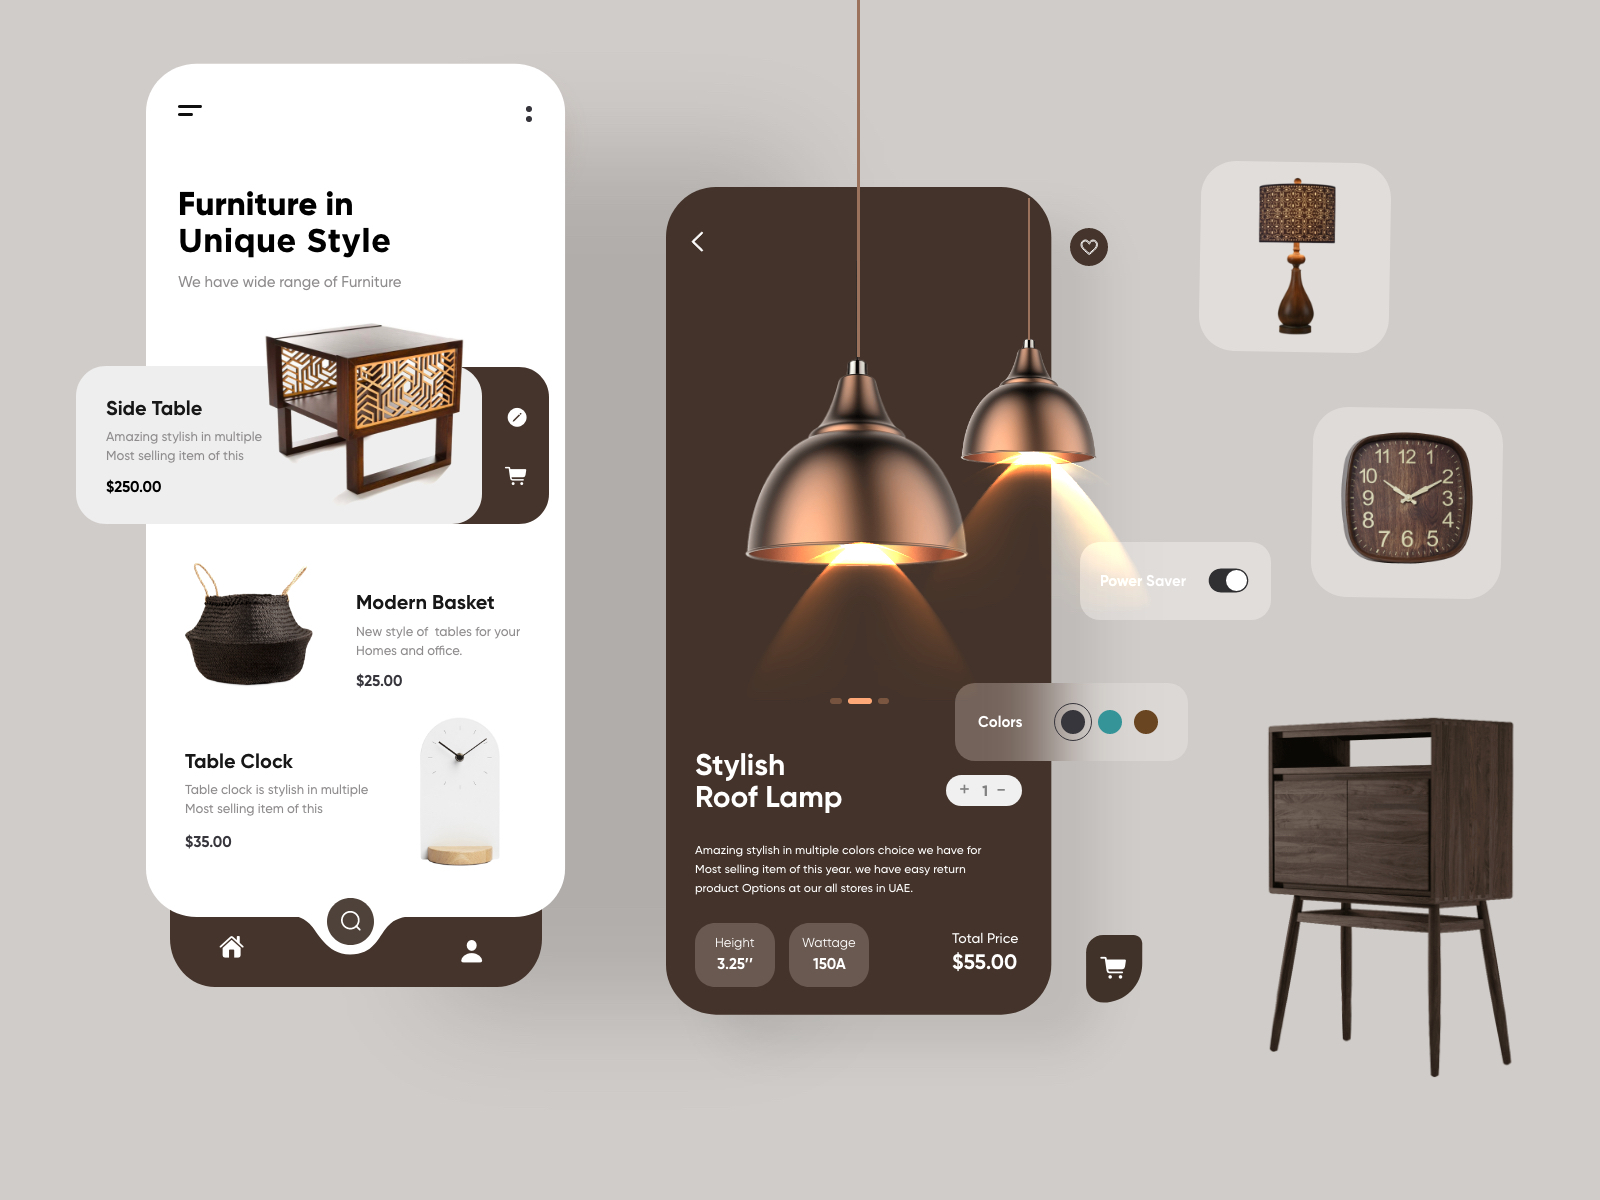 Furniture in
Unique Style
We have wide range of Furniture
Side Table
Amazing stylish in multiple
Most selling item of this
$250.00
Modern Basket
New style of  tables for your
Homes and office.
$25.00
Table Clock
Table clock is stylish in multiple
Most selling item of this
$35.00
Power Saver
Colors
Stylish
Roof Lamp
+ 1 −
Amazing stylish in multiple colors choice we have for
Most selling item of this year. we have easy return
product Options at our all stores in UAE.
Height
3.25’’
Wattage
150A
Total Price
$55.00
11 12 1
10 2
9 3
8 4
7 6 5